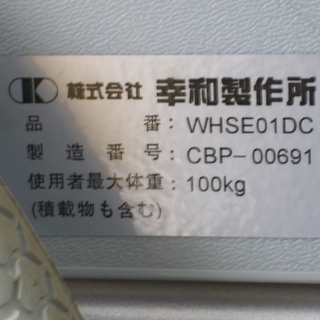 株式会社 幸和製作所
品番: WHSE01DC
製造番号: CBP-00691
使用者最大体重: 100kg
(積載物も含む)